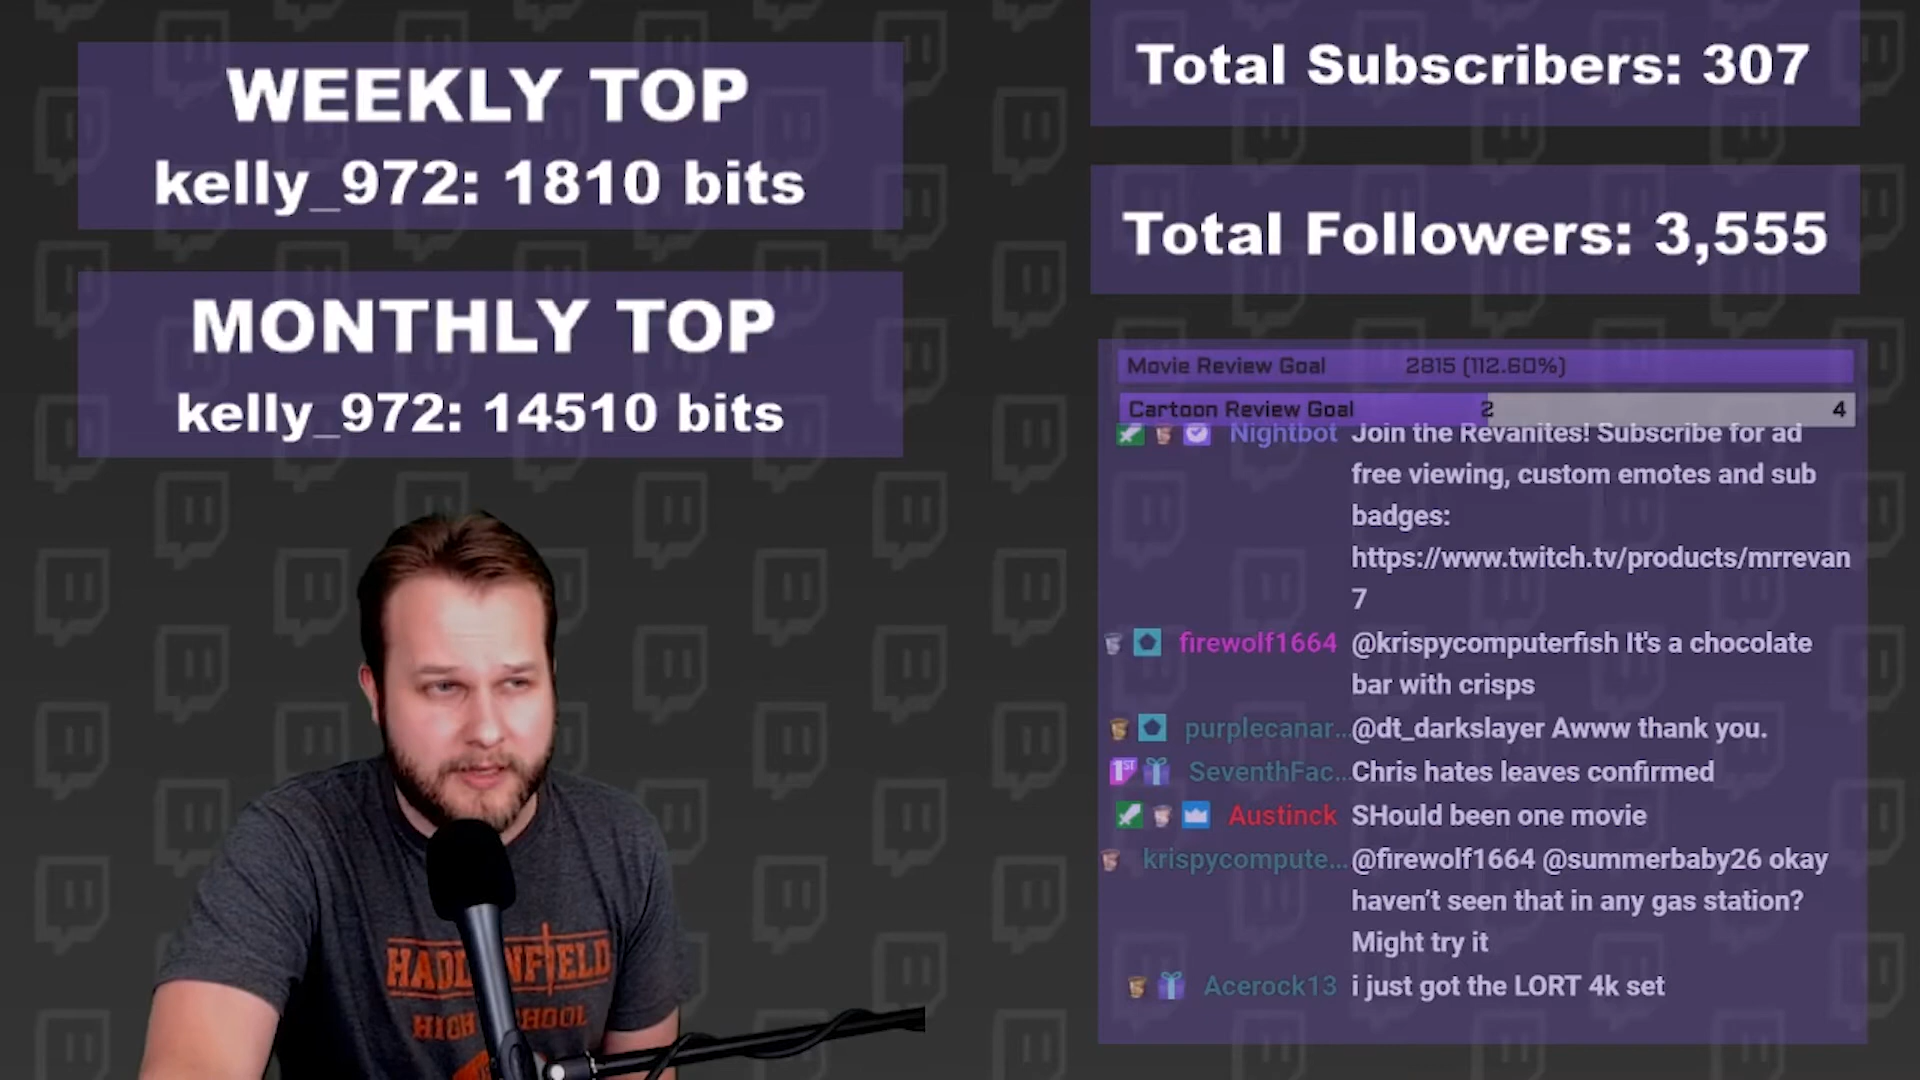 WEEKLY TOP
kelly_972: 1810 bits
MONTHLY TOP
kelly_972: 14510 bits
Total Subscribers: 307
Total Followers: 3,555
Movie Review Goal 2815 (112.60%)
Cartoon Review Goal 2 4
Nightbot Join the Revanites! Subscribe for ad
free viewing, custom emotes and sub
badges:
https://www.twitch.tv/products/mrrevan
7
firewolf1664 @krispycomputerfish It's a chocolate
bar with crisps
purplecanar... @dt_darkslayer Awww thank you.
1ST SeventhFac... Chris hates leaves confirmed
Austinck SHould been one movie
krispycompute... @firewolf1664 @summerbaby26 okay
haven't seen that in any gas station?
Might try it
Acerock13 i just got the LORT 4k set
HIGH